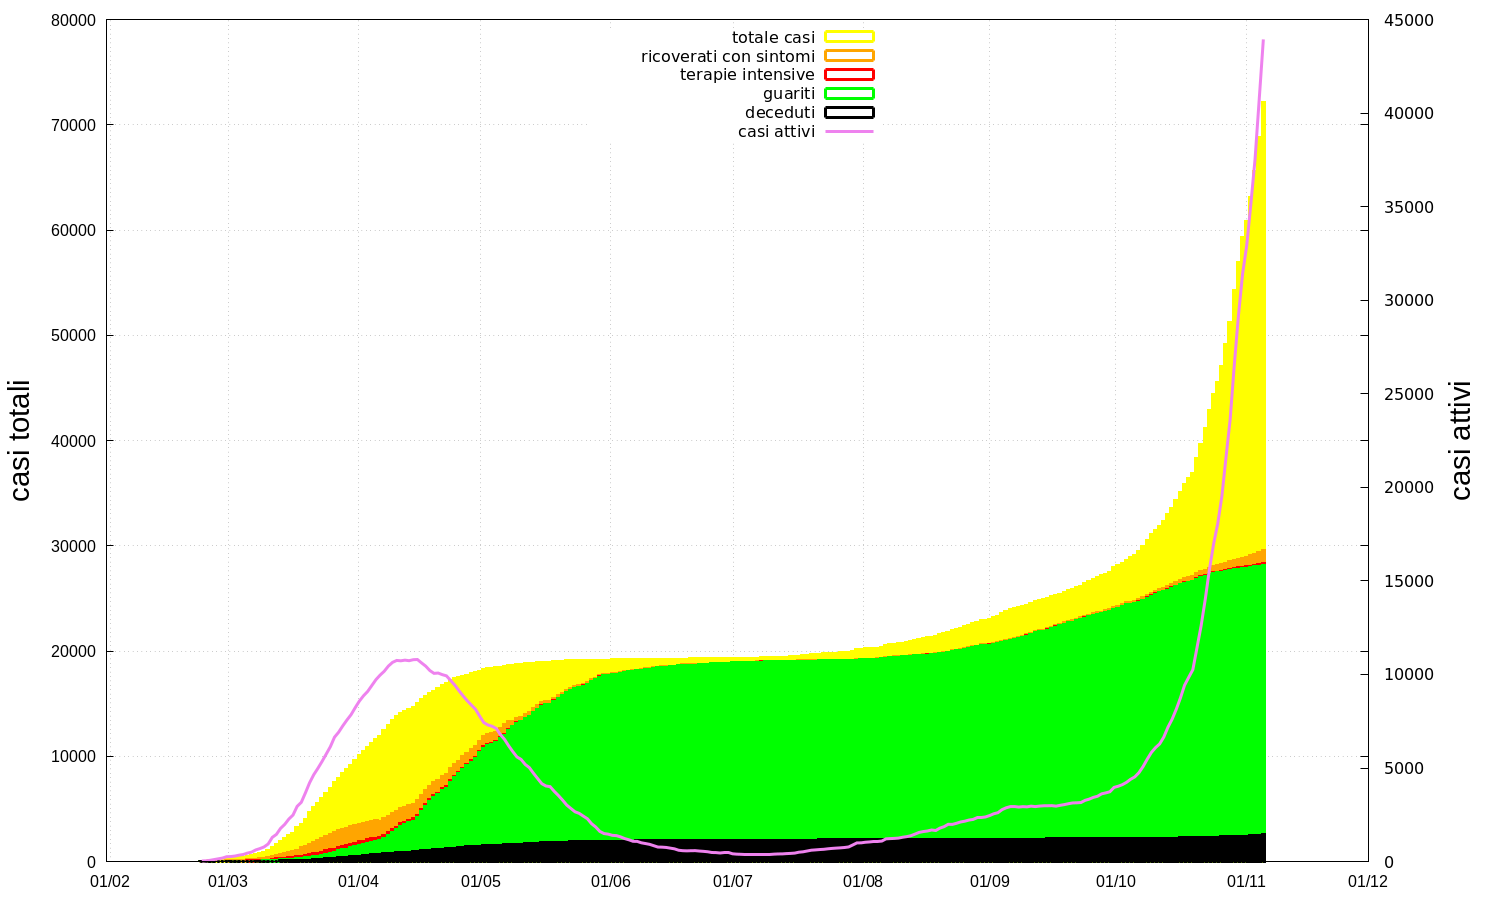 totale casi
ricoverati con sintomi
terapie intensive
guariti
deceduti
casi attivi
casi totali
80000
70000
60000
50000
40000
30000
20000
10000
0
45000
40000
35000
30000
25000
20000
15000
10000
5000
0
casi attivi
01/02 01/03 01/04 01/05 01/06 01/07 01/08 01/09 01/10 01/11 01/12